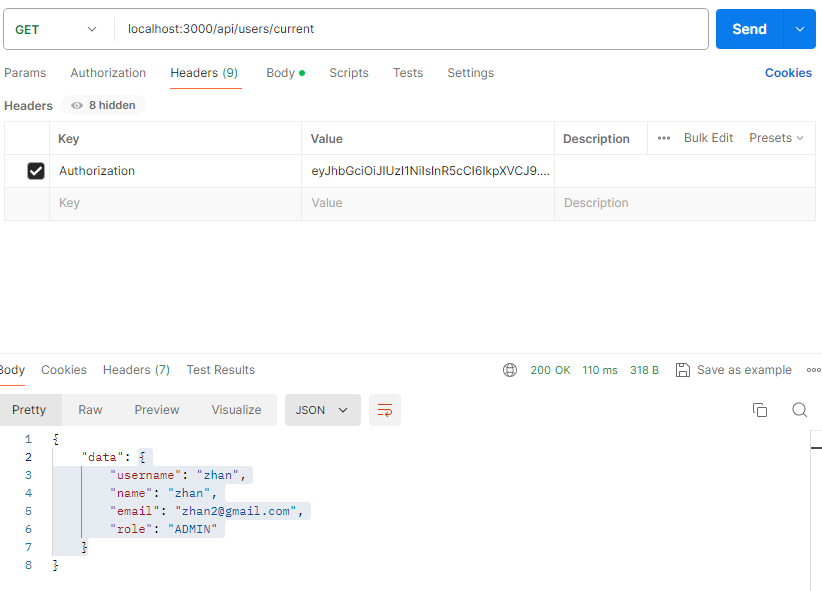 GET localhost:3000/api/users/current Send
Params Authorization Headers (9) Body Scripts Tests Settings Cookies
Headers 8 hidden
Key Value Description ••• Bulk Edit Presets
Authorization eyJhbGciOiJIUzI1NiIsInR5cCI6IkpXVCJ9....
Key Value Description
Body Cookies Headers (7) Test Results 200 OK 110 ms 318 B Save as example
Pretty Raw Preview Visualize JSON
1 {
2 "data": {
3 "username": "zhan",
4 "name": "zhan",
5 "email": "zhan2@gmail.com",
6 "role": "ADMIN"
7 }
8 }